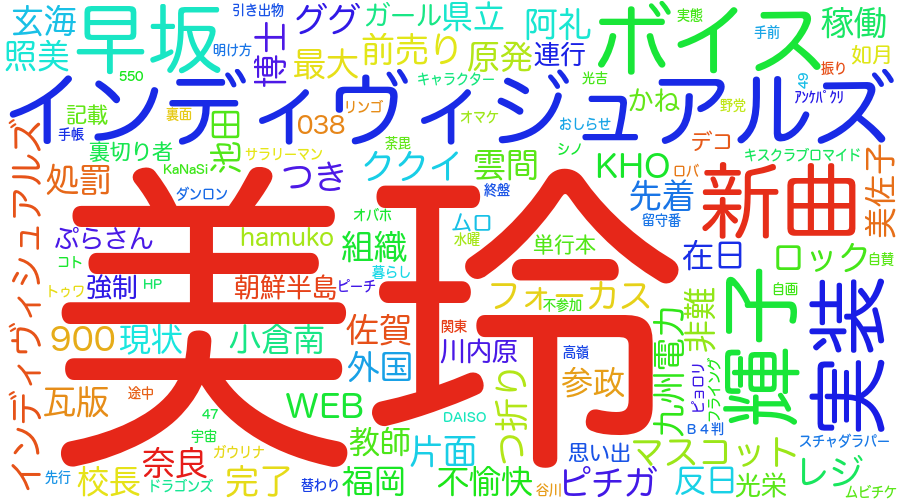 玄海
早坂
引き出物
明け方
ググ
ガール
県立
阿礼
ボイス
実態
手前
稼働
照美
550
博士
最大
前売り
原発
連行
如月
振り
インディヴィジュアルズ
キャラクター
光吉
49
ｱﾝｹﾊﾟｸﾘ
記載
手帳
裏面
池田
リンゴ
038
オマケ
かね
野党
おしらせ
デコ
裏切り者
KaNaSi
サラリーマン
茶毘
ククイ
雲間
シノ
KHO
キスクラブロマイド
ロバ
美佐子
処罰
ダンロン
つき
終盤
先着
留守番
新曲
美玲
オバホ
ムロ
ぷらさん
hamuko
組織
水曜
単行本
在日
ロック
自賛
コト
トゥワ
強制
HP
朝鮮半島
ピーチ
暮らし
フォーカス
不参加
自画
インディヴィジュアルズ
900
現状
小倉南
佐賀
関東
川内原
高嶺
九州電力
非難
輝子
実装
外国
参政
瓦版
途中
47
宇宙
WEB
DAISO
つ折り
ピョロリ
フライング
Ｂ４判
教師
片面
思い出
マスコット
スチャダラパー
先行
校長
奈良
ドラゴンズ
ガウリナ
完了
替わり
福岡
不愉快
谷川
ピチガ
反日
光栄
レジ
ムビチケ